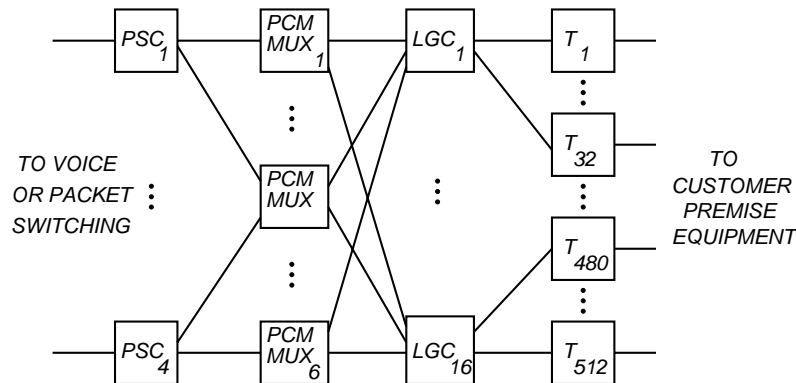 PSC1
PCM
MUX1
LGC1
T1
T32
PCM
MUX
TO VOICE
OR PACKET
SWITCHING
TO
CUSTOMER
PREMISE
EQUIPMENT
T480
PSC4
PCM
MUX6
LGC16
T512